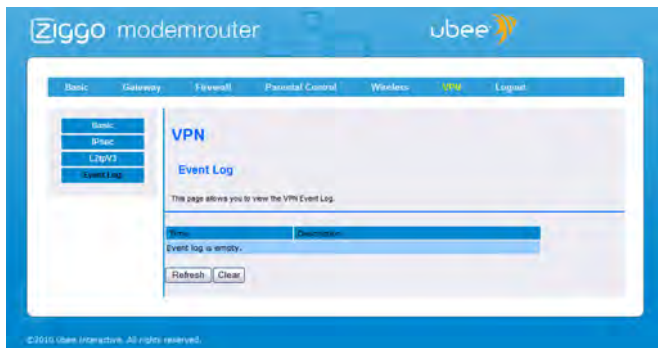 Ziggo modemrouter
ubee
Basic Gateway Firewall Parental Control Wireless VPN Logout
Basic
IPsec
L2tpV3
Event Log
VPN
Event Log
This page allows you to view the VPN Event Log.
Time Description
Event log is empty.
Refresh Clear
©2010 Ubee Interactive. All rights reserved.